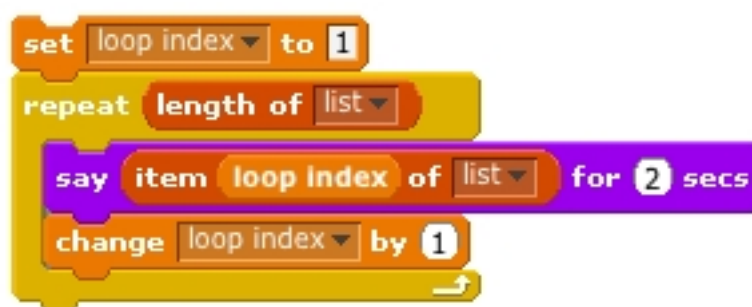 set loop index to 1
repeat length of list
say item loop index of list for 2 secs
change loop index by 1